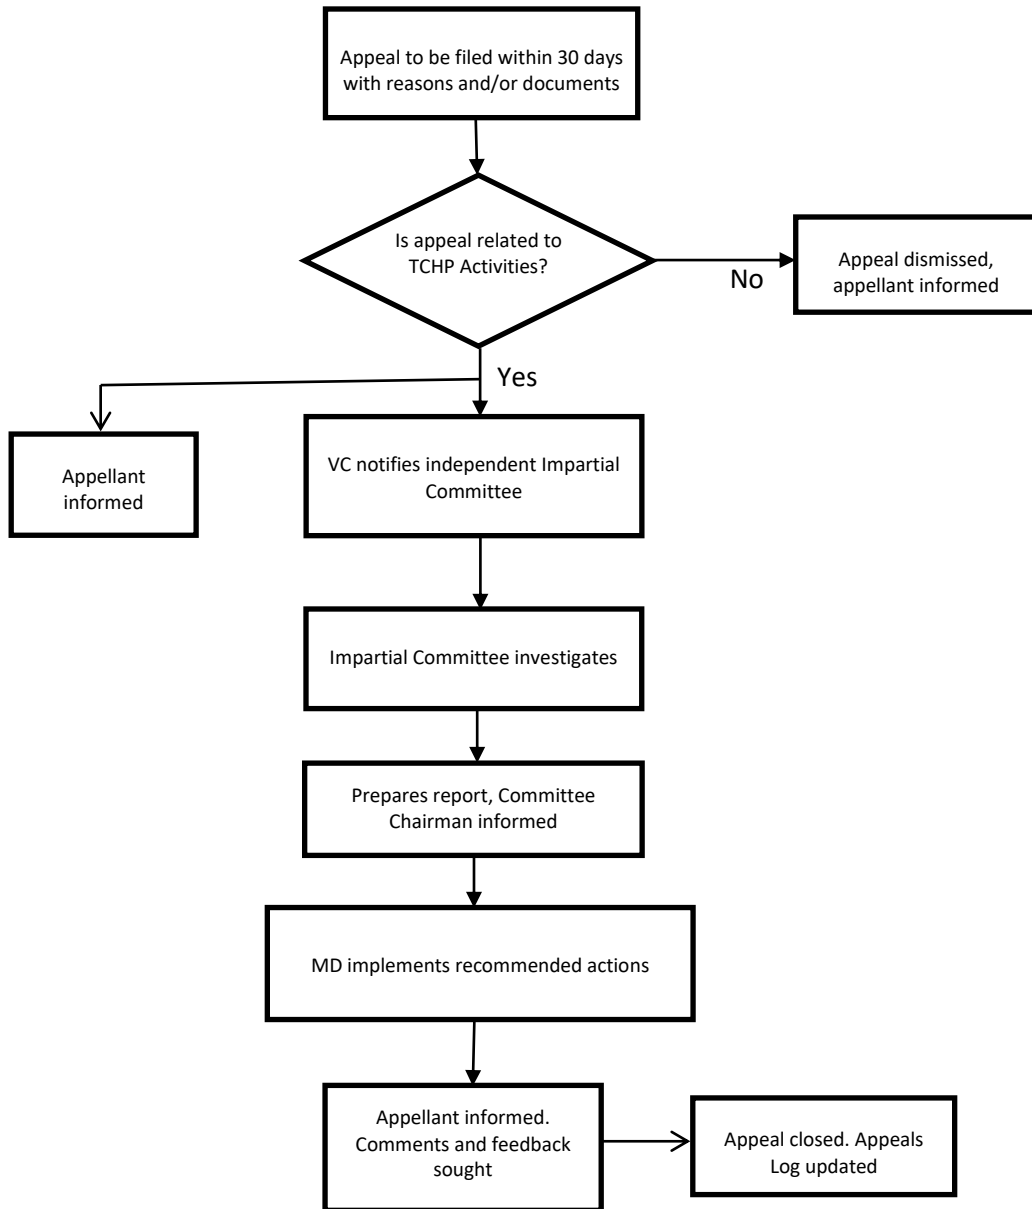 Appeal to be filed within 30 days
with reasons and/or documents
Is appeal related to
TCHP Activities?
No
Appeal dismissed,
appellant informed
Yes
Appellant
informed
VC notifies independent Impartial
Committee
Impartial Committee investigates
Prepares report, Committee
Chairman informed
MD implements recommended actions
Appellant informed.
Comments and feedback
sought
Appeal closed. Appeals
Log updated